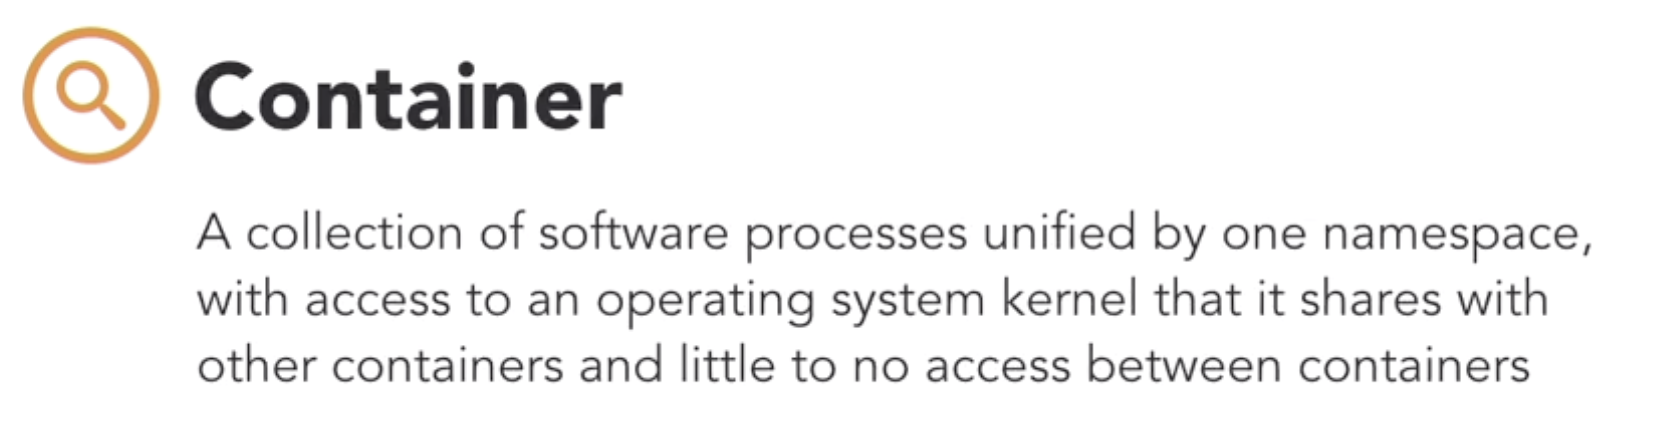 Container
A collection of software processes unified by one namespace,
with access to an operating system kernel that it shares with
other containers and little to no access between containers